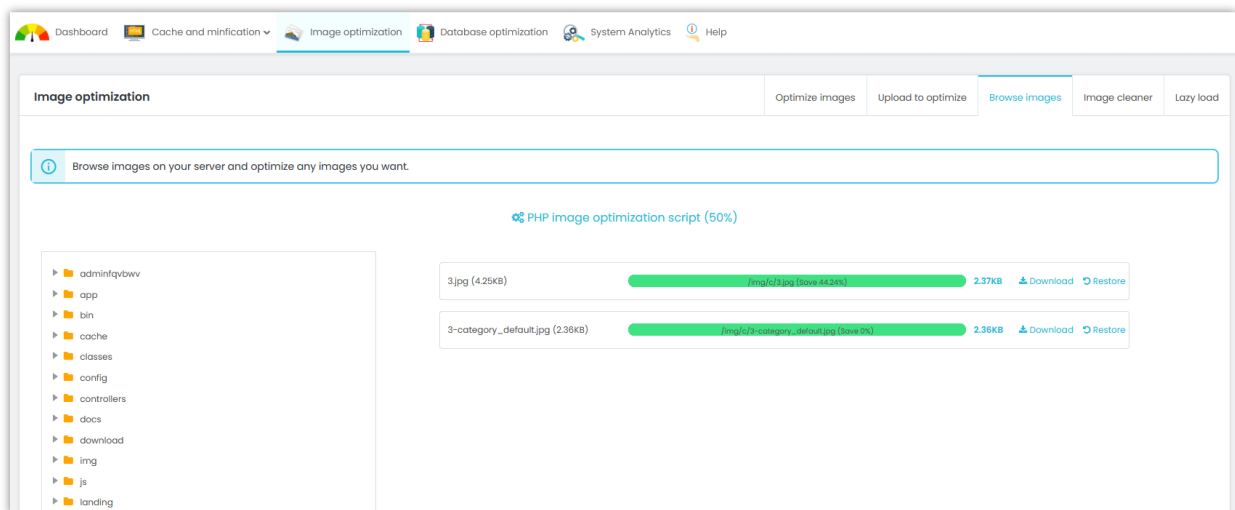 Dashboard Cache and minfication Image optimization Database optimization System Analytics Help
Image optimization Optimize images Upload to optimize Browse images Image cleaner Lazy load
Browse images on your server and optimize any images you want.
PHP image optimization script (50%)
adminfqvbwv
app
bin
cache
classes
config
controllers
docs
download
img
js
landing
3.jpg (4.25KB) /img/c/3.jpg (Save 44.24%) 2.37KB Download Restore
3-category_default.jpg (2.36KB) /img/c/3-category_default.jpg (Save 0%) 2.36KB Download Restore